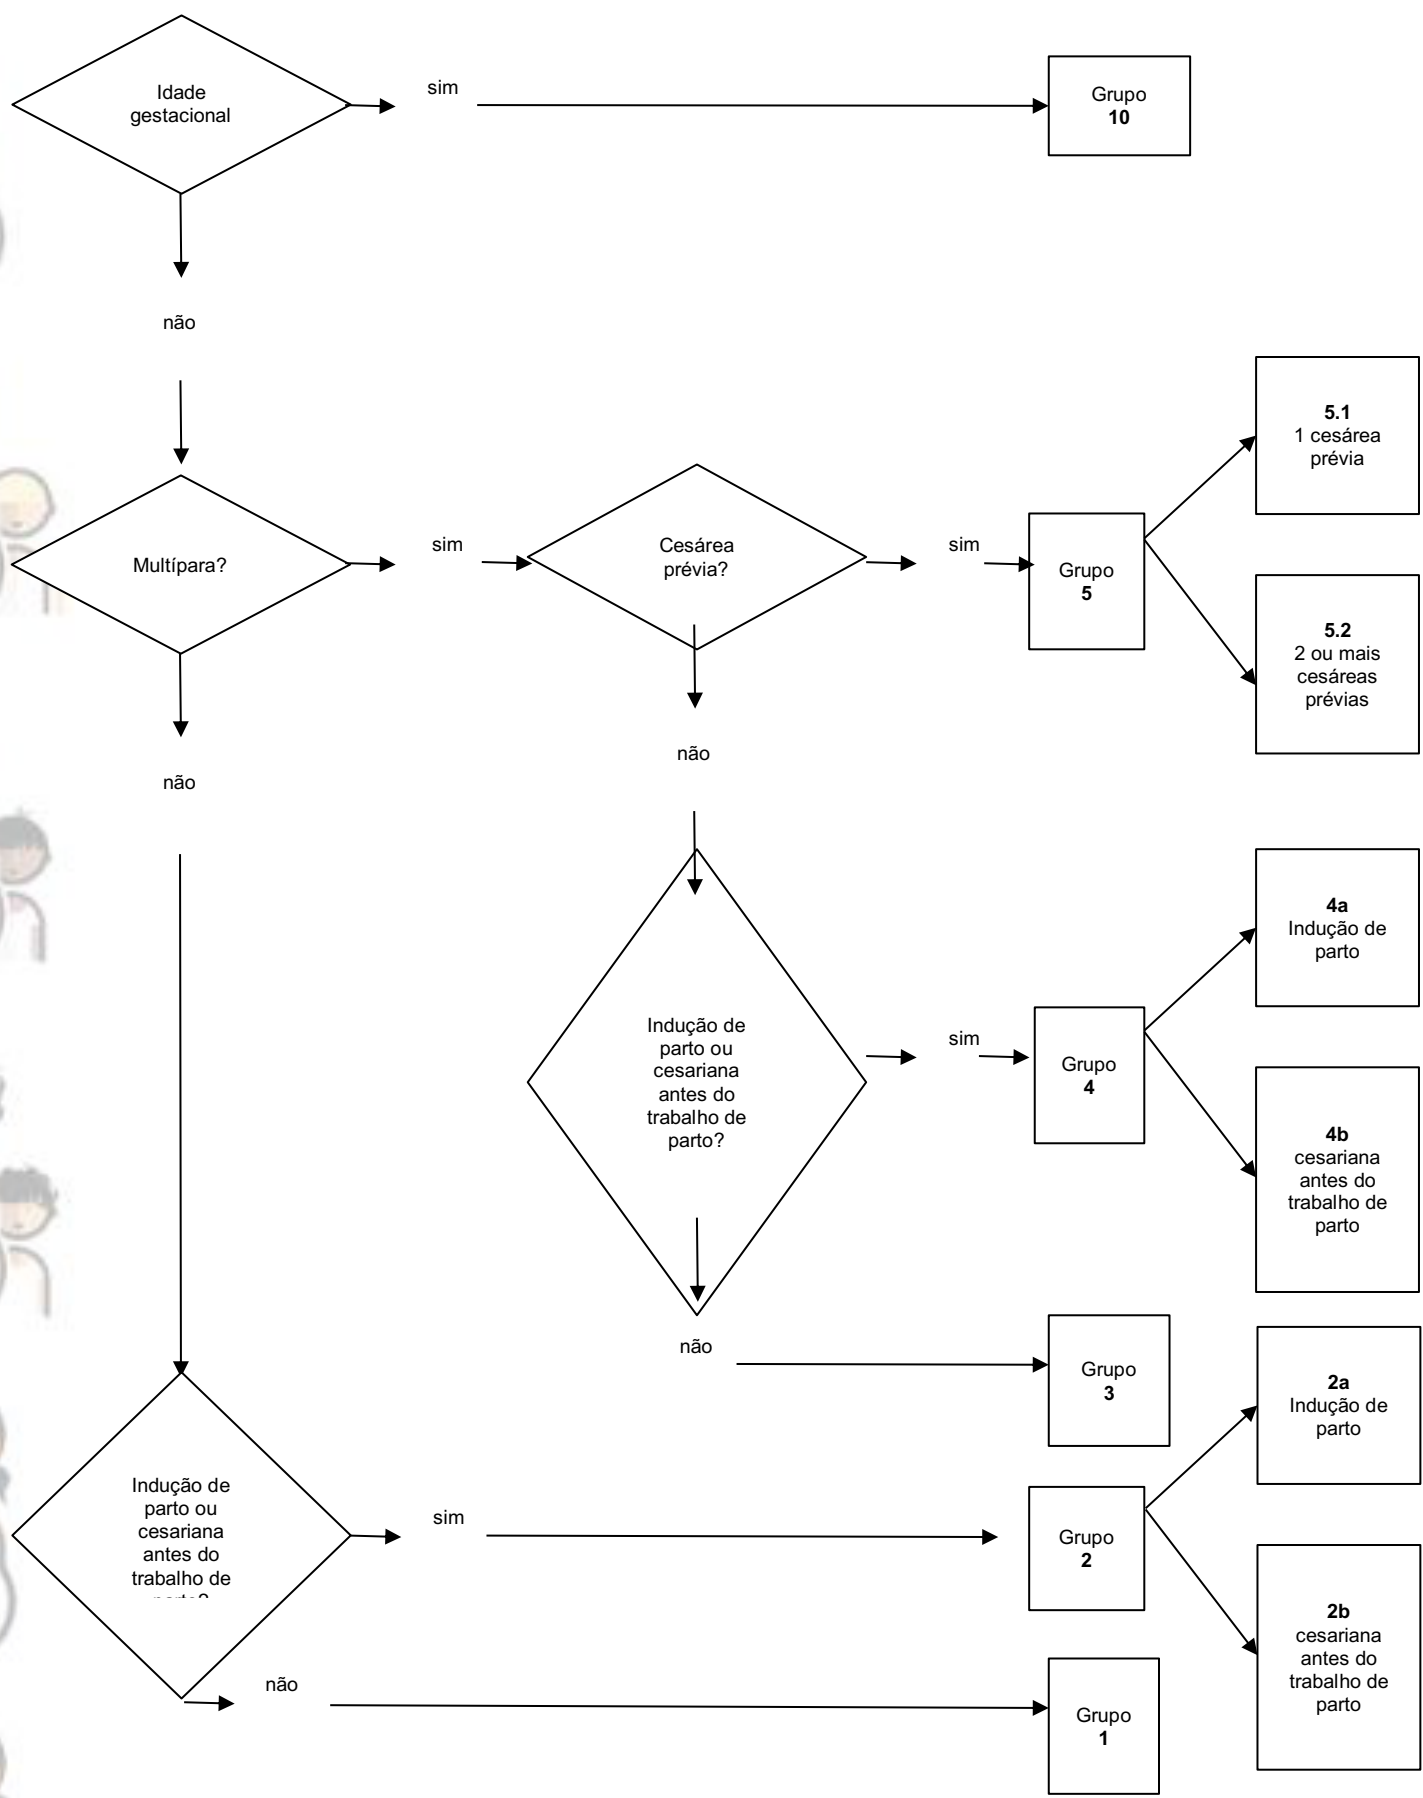 Idade
gestacional
sim
Grupo
10
não
Multípara?
sim
Cesárea
prévia?
sim
Grupo
5
5.1
1 cesárea
prévia
5.2
2 ou mais
cesáreas
prévias
não
não
Indução de
parto ou
cesariana
antes do
trabalho de
parto?
sim
Grupo
4
4a
Indução de
parto
4b
cesariana
antes do
trabalho de
parto
não
Grupo
3
Indução de
parto ou
cesariana
antes do
trabalho de
sim
Grupo
2
2a
Indução de
parto
2b
cesariana
antes do
trabalho de
parto
não
Grupo
1